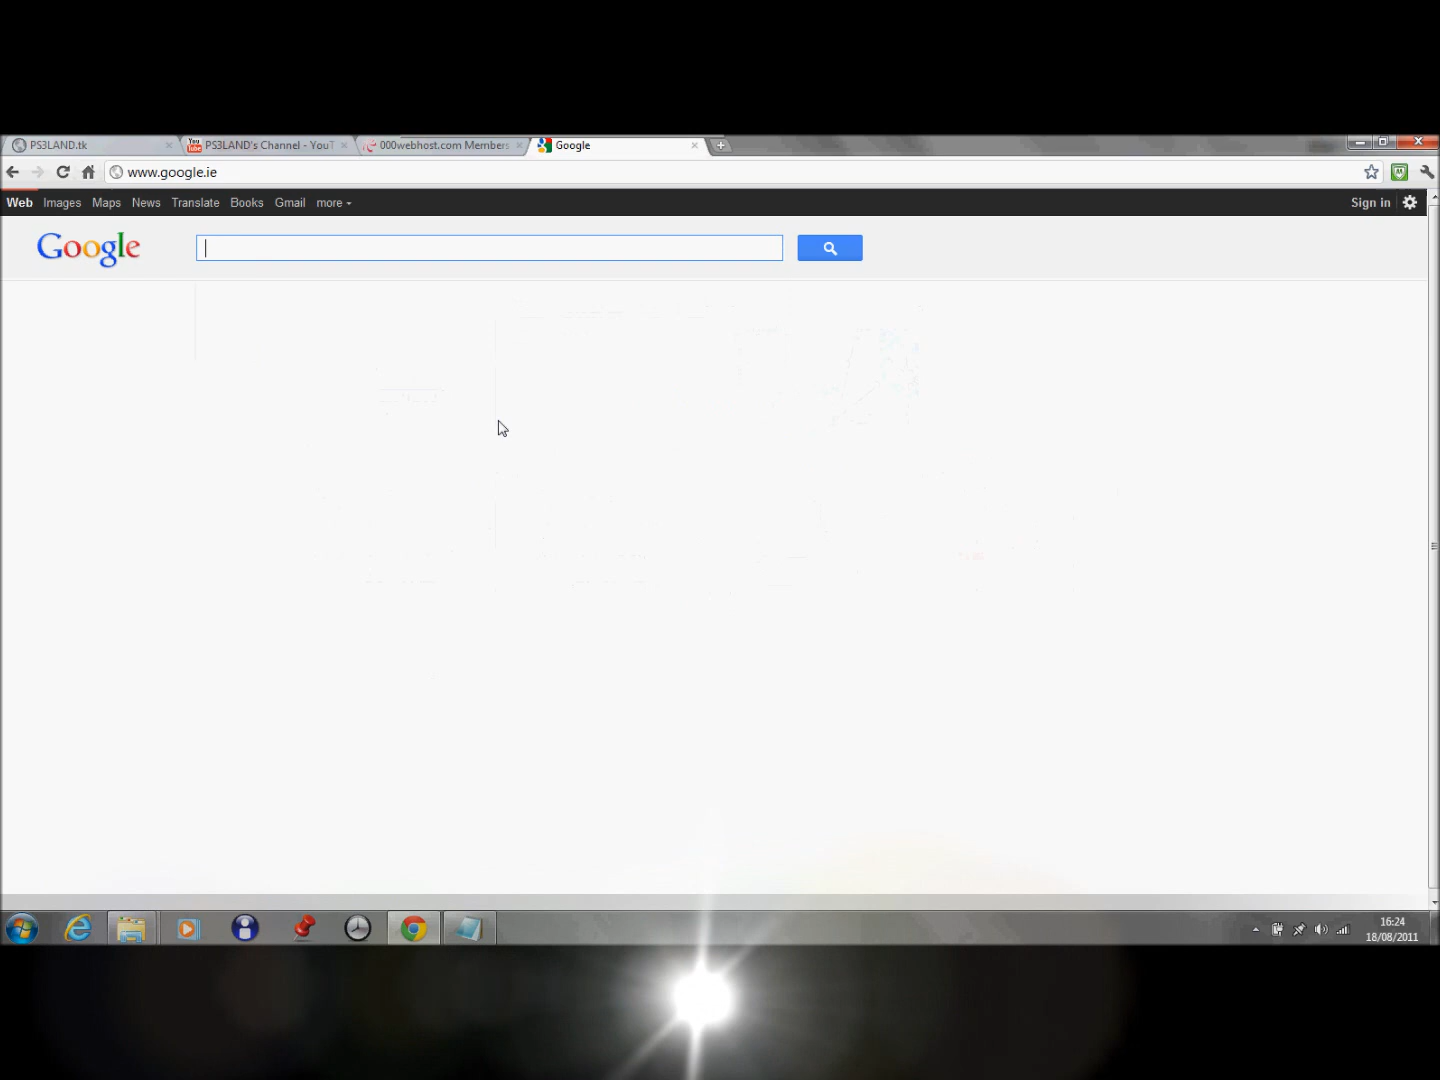 PS3LAND.tk
PS3LAND's Channel - YouT
000webhost.com Members
Google
www.google.ie
Web Images Maps News Translate Books Gmail more
Sign in
Google
16:24
18/08/2011